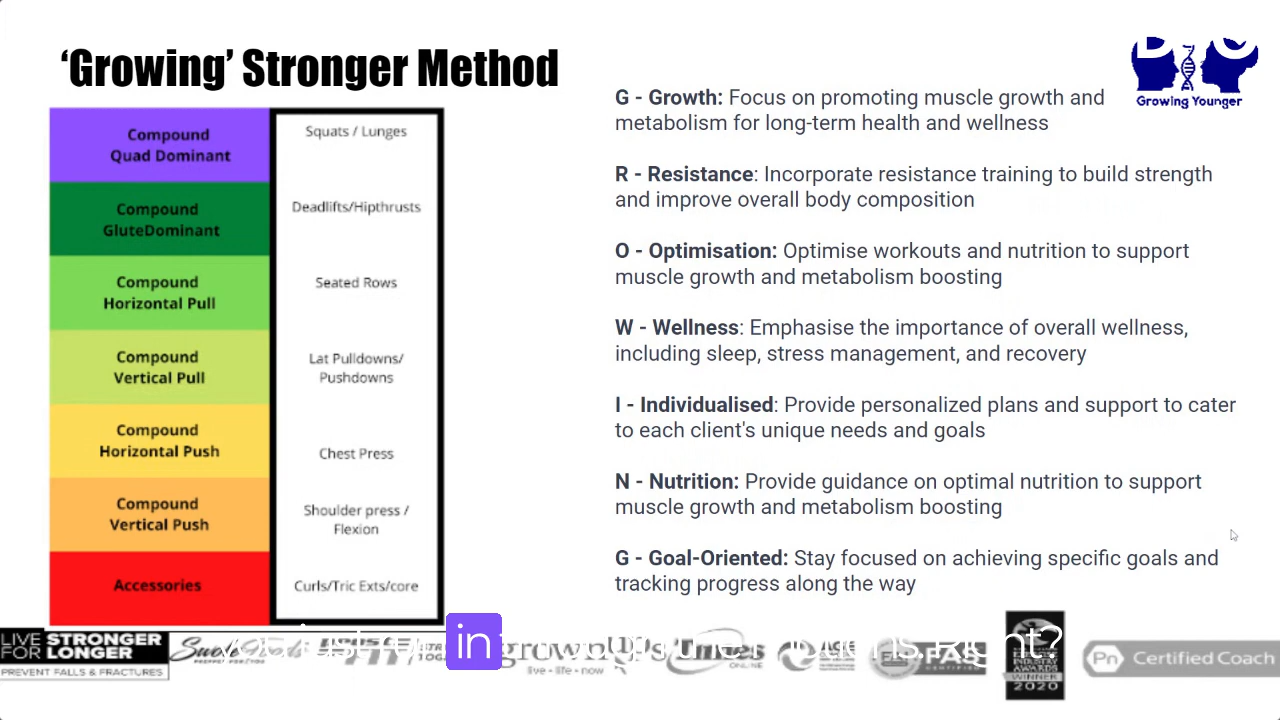 ‘Growing’ Stronger Method
Growing Younger
Compound
Quad Dominant
Squats / Lunges
Compound
GluteDominant
Deadlifts/Hipthrusts
Compound
Horizontal Pull
Seated Rows
Compound
Vertical Pull
Lat Pulldowns/
Pushdowns
Compound
Horizontal Push
Chest Press
Compound
Vertical Push
Shoulder press /
Flexion
Accessories
Curls/Tric Exts/core
G - Growth: Focus on promoting muscle growth and
metabolism for long-term health and wellness
R - Resistance: Incorporate resistance training to build strength
and improve overall body composition
O - Optimisation: Optimise workouts and nutrition to support
muscle growth and metabolism boosting
W - Wellness: Emphasise the importance of overall wellness,
including sleep, stress management, and recovery
I - Individualised: Provide personalized plans and support to cater
to each client's unique needs and goals
N - Nutrition: Provide guidance on optimal nutrition to support
muscle growth and metabolism boosting
G - Goal-Oriented: Stay focused on achieving specific goals and
tracking progress along the way
in
LIVE STRONGER
FOR LONGER
PREVENT FALLS & FRACTURES
grow
live • life • now
Times
ONLINE
WINNER
2020
Pn Certified Coach